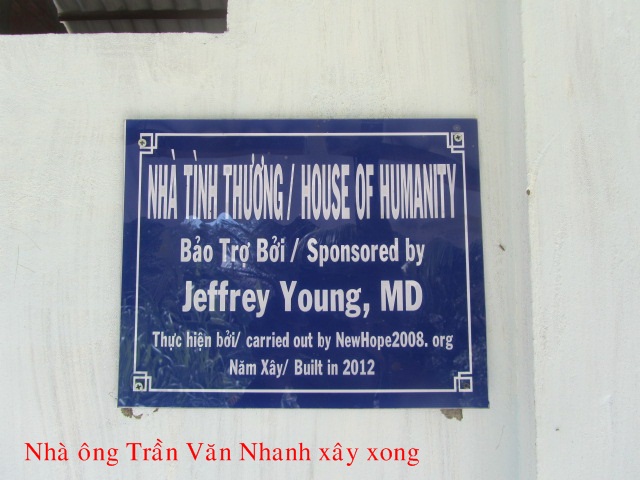 NHÀ TÌNH THƯƠNG / HOUSE OF HUMANITY
Bảo Trợ Bởi / Sponsored by
Jeffrey Young, MD
Thực hiện bởi/ carried out by NewHope2008. org
Năm Xây/ Built in 2012
Nhà ông Trần Văn Nhanh xây xong